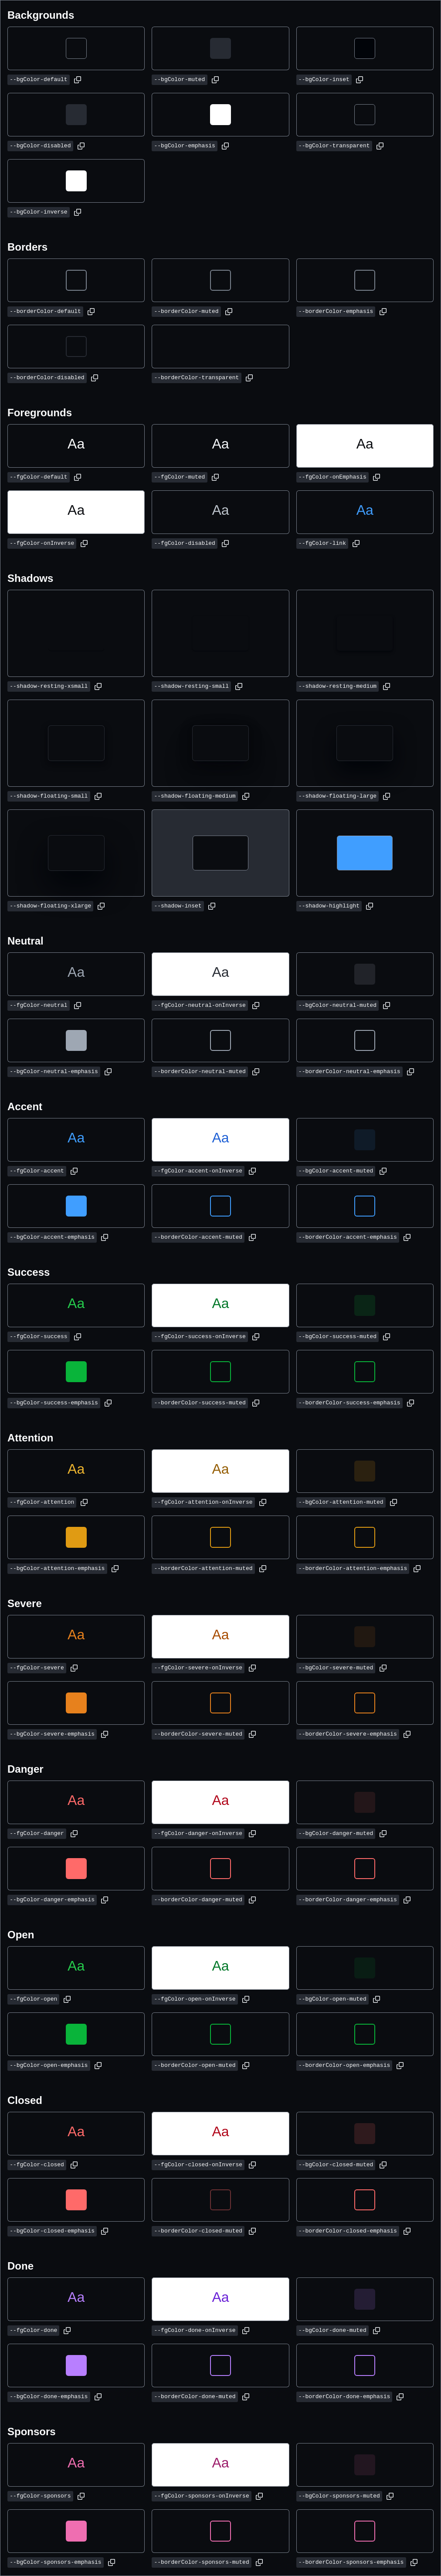 Backgrounds
--bgColor-default --bgColor-muted --bgColor-inset
--bgColor-disabled --bgColor-emphasis --bgColor-transparent
--bgColor-inverse
Borders
--borderColor-default --borderColor-muted --borderColor-emphasis
--borderColor-disabled --borderColor-transparent
Foregrounds
Aa Aa Aa
--fgColor-default --fgColor-muted --fgColor-onEmphasis
Aa Aa Aa
--fgColor-onInverse --fgColor-disabled --fgColor-link
Shadows
--shadow-resting-xsmall --shadow-resting-small --shadow-resting-medium
--shadow-floating-small --shadow-floating-medium --shadow-floating-large
--shadow-floating-xlarge --shadow-inset --shadow-highlight
Neutral
Aa Aa
--fgColor-neutral --fgColor-neutral-onInverse --bgColor-neutral-muted
--bgColor-neutral-emphasis --borderColor-neutral-muted --borderColor-neutral-emphasis
Accent
Aa Aa
--fgColor-accent --fgColor-accent-onInverse --bgColor-accent-muted
--bgColor-accent-emphasis --borderColor-accent-muted --borderColor-accent-emphasis
Success
Aa Aa
--fgColor-success --fgColor-success-onInverse --bgColor-success-muted
--bgColor-success-emphasis --borderColor-success-muted --borderColor-success-emphasis
Attention
Aa Aa
--fgColor-attention --fgColor-attention-onInverse --bgColor-attention-muted
--bgColor-attention-emphasis --borderColor-attention-muted --borderColor-attention-emphasis
Severe
Aa Aa
--fgColor-severe --fgColor-severe-onInverse --bgColor-severe-muted
--bgColor-severe-emphasis --borderColor-severe-muted --borderColor-severe-emphasis
Danger
Aa Aa
--fgColor-danger --fgColor-danger-onInverse --bgColor-danger-muted
--bgColor-danger-emphasis --borderColor-danger-muted --borderColor-danger-emphasis
Open
Aa Aa
--fgColor-open --fgColor-open-onInverse --bgColor-open-muted
--bgColor-open-emphasis --borderColor-open-muted --borderColor-open-emphasis
Closed
Aa Aa
--fgColor-closed --fgColor-closed-onInverse --bgColor-closed-muted
--bgColor-closed-emphasis --borderColor-closed-muted --borderColor-closed-emphasis
Done
Aa Aa
--fgColor-done --fgColor-done-onInverse --bgColor-done-muted
--bgColor-done-emphasis --borderColor-done-muted --borderColor-done-emphasis
Sponsors
Aa Aa
--fgColor-sponsors --fgColor-sponsors-onInverse --bgColor-sponsors-muted
--bgColor-sponsors-emphasis --borderColor-sponsors-muted --borderColor-sponsors-emphasis